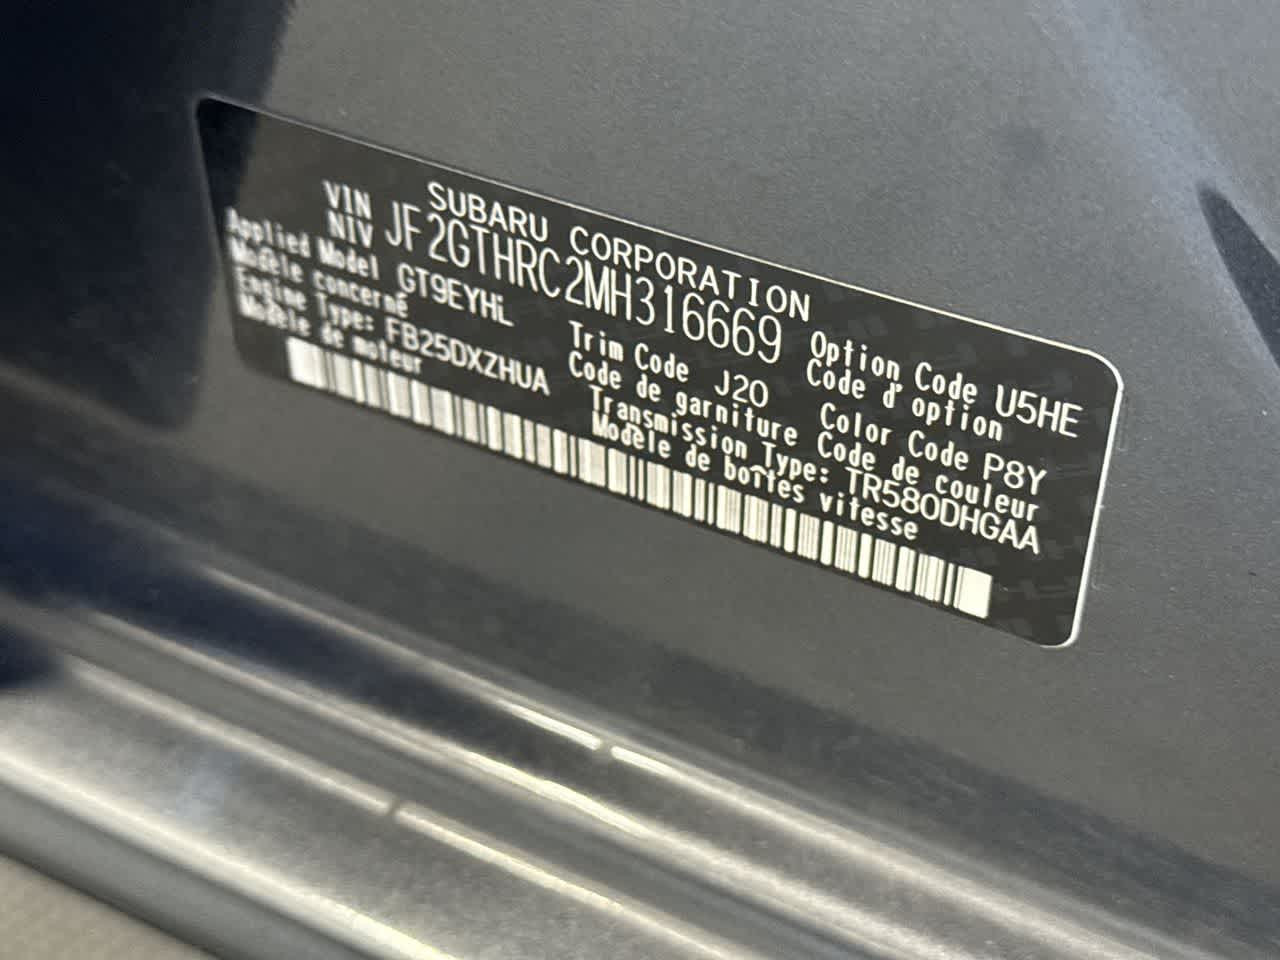 SUBARU CORPORATION
VIN
NIV JF2GTHRC2MH316669
Applied Model GT9EYHL
Modèle concerné
Engine Type: FB25DXZHUA
Modèle de moteur
Trim Code J20
Code de garniture
Option Code U5HE
Code d'option
Color Code P8Y
Code de couleur
Transmission Type: TR580DHGAA
Modèle de boîtes vitesse